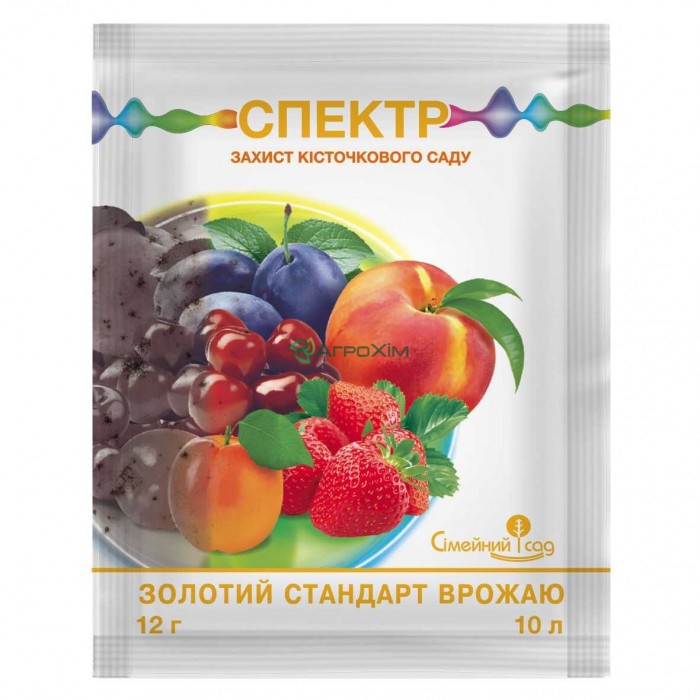 СПЕКТР
ЗАХИСТ КІСТОЧКОВОГО САДУ
АгроХім
Сімейний сад
ЗОЛОТИЙ СТАНДАРТ ВРОЖАЮ
12 г 10 л